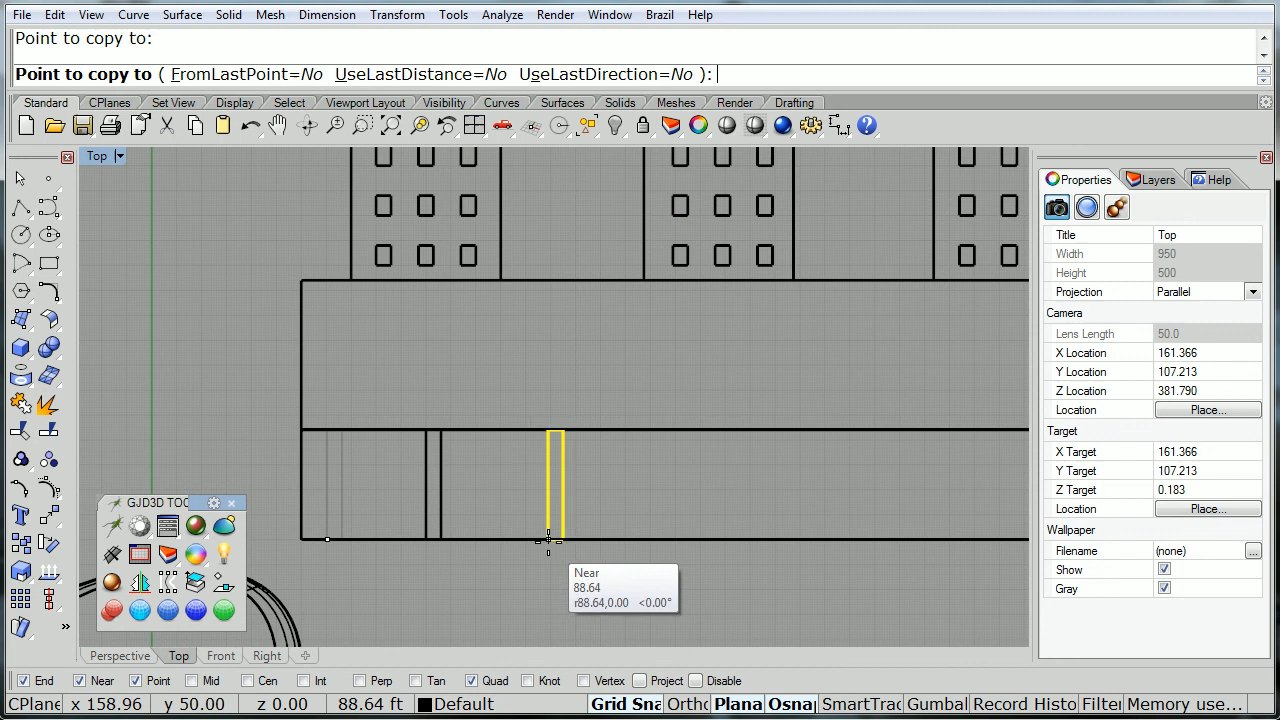 File Edit View Curve Surface Solid Mesh Dimension Transform Tools Analyze Render Window Brazil Help
Point to copy to:
Point to copy to ( FromLastPoint=No UseLastDistance=No UseLastDirection=No ):
Standard CPlanes Set View Display Select Viewport Layout Visibility Curves Surfaces Solids Meshes Render Drafting
Top
Properties Layers Help
Title Top
Width 950
Height 500
Projection Parallel
Camera
Lens Length 50.0
X Location 161.366
Y Location 107.213
Z Location 381.790
Location Place...
Target
X Target 161.366
Y Target 107.213
Z Target 0.183
Location Place...
Wallpaper
Filename (none) ...
Show
Gray
GJD3D TOO
Near
88.64
r88.64,0.00 <0.00°
Perspective Top Front Right
End Near Point Mid Cen Int Perp Tan Quad Knot Vertex Project Disable
CPlane x 158.96 y 50.00 z 0.00 88.64 ft Default Grid Sna Ortho Plana Osna SmartTrac Gumbal Record Histo Filter Memory use...